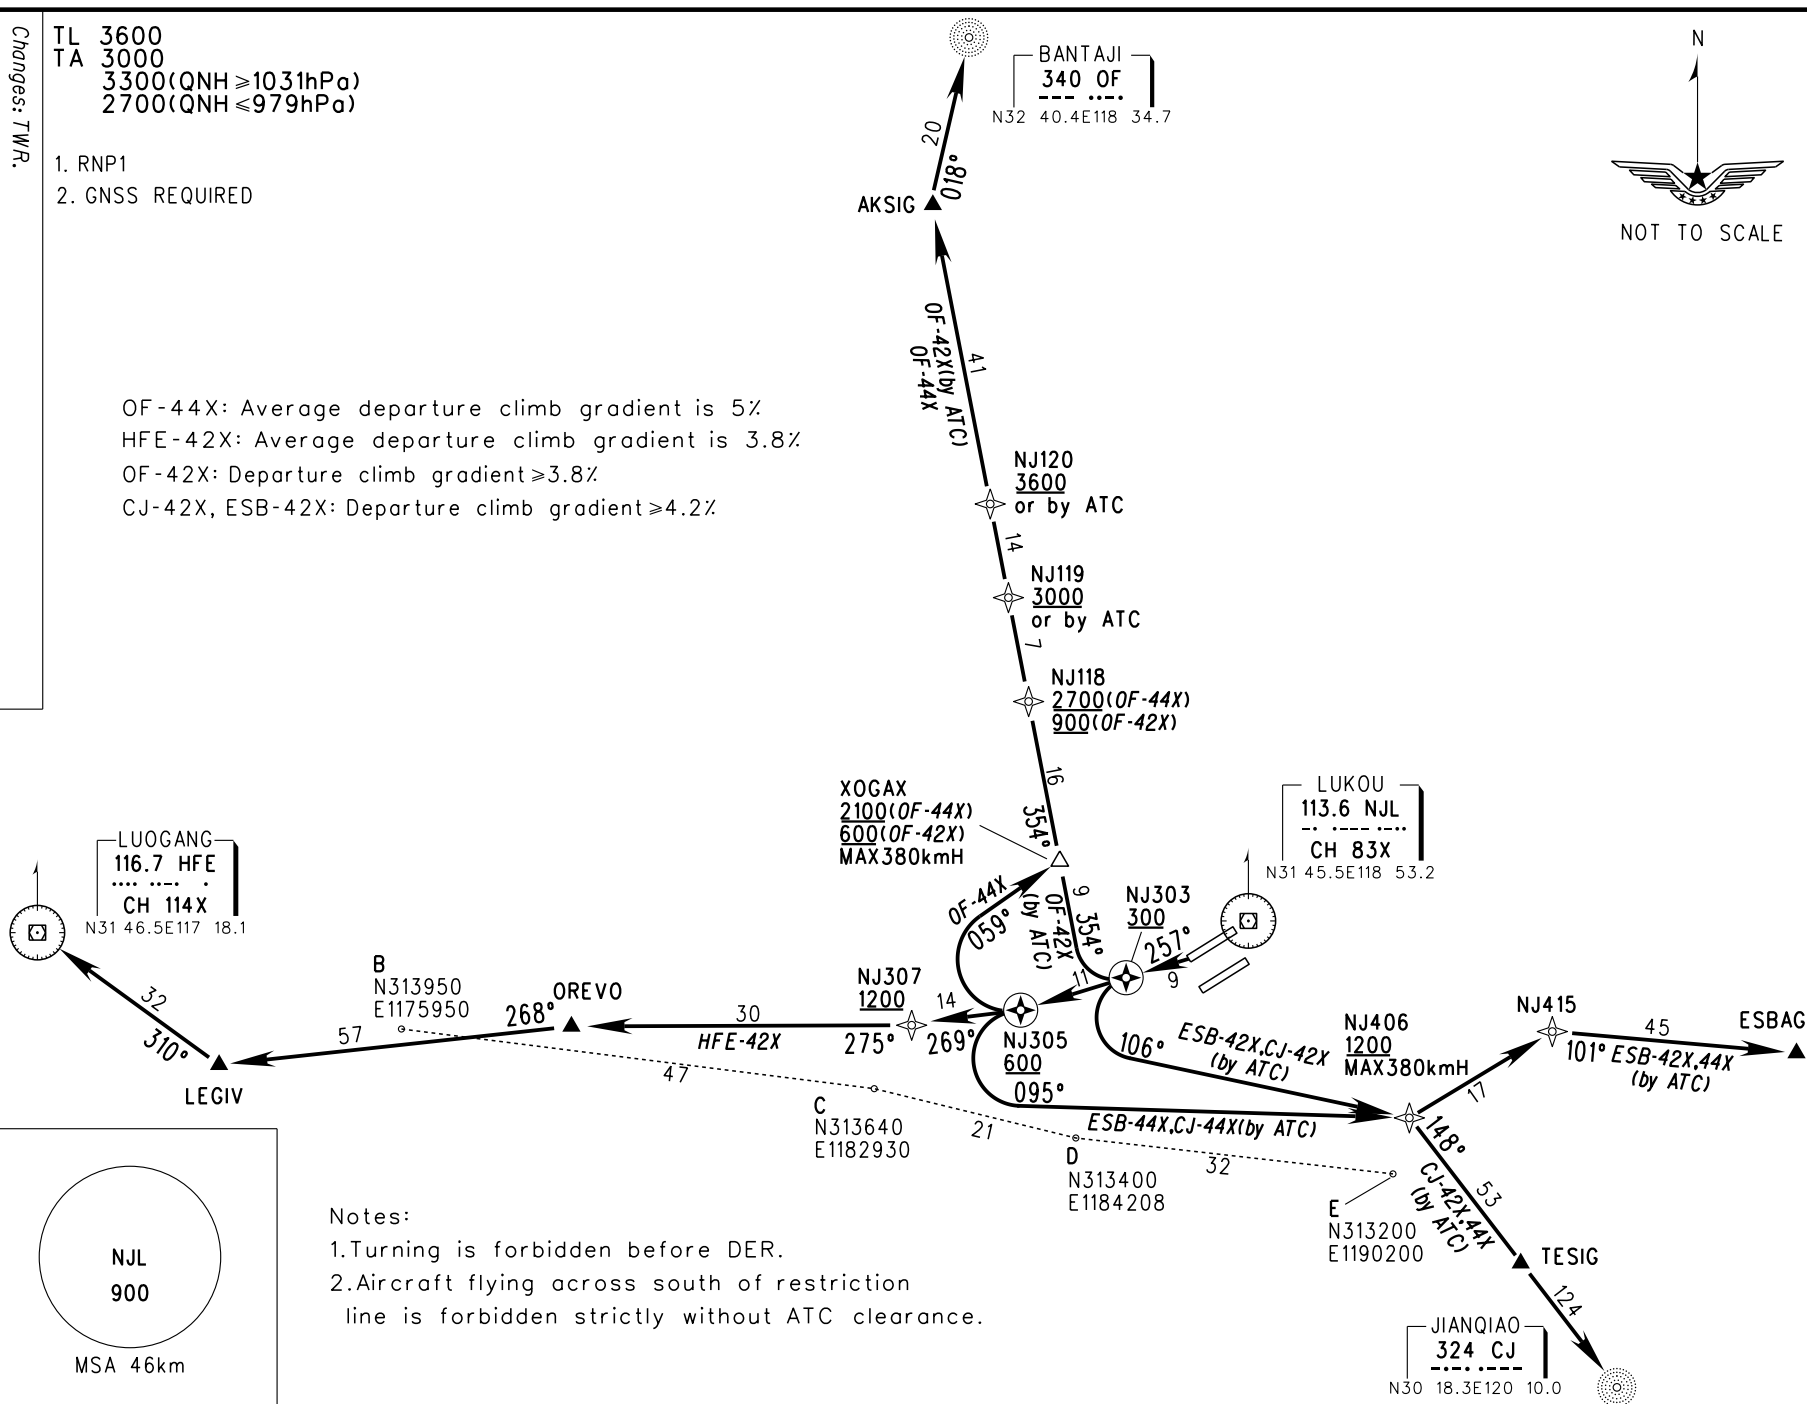 Changes: TWR.
TL 3600
TA 3000
3300(QNH≥1031hPa)
2700(QNH≤979hPa)
1. RNP1
2. GNSS REQUIRED
BANTAJI
340 OF
N32 40.4E118 34.7
N
NOT TO SCALE
20
018°
AKSIG
OF-42X(by ATC)
OF-44X
41
OF-44X: Average departure climb gradient is 5%
HFE-42X: Average departure climb gradient is 3.8%
OF-42X: Departure climb gradient≥3.8%
CJ-42X, ESB-42X: Departure climb gradient≥4.2%
NJ120
3600
or by ATC
14
NJ119
3000
or by ATC
7
NJ118
2700(OF-44X)
900(OF-42X)
16
354°
XOGAX
2100(OF-44X)
600(OF-42X)
MAX380kmH
LUKOU
113.6 NJL
CH 83X
N31 45.5E118 53.2
LUOGANG
116.7 HFE
CH 114X
N31 46.5E117 18.1
OF-44X
059°
9
354°
OF-42X
(by ATC)
NJ303
300
257°
9
11
32
310°
LEGIV
57
B
N313950
E1175950
268°
OREVO
30
HFE-42X
275°
NJ307
1200
14
269°
NJ305
600
095°
106°
ESB-42X,CJ-42X
(by ATC)
ESB-44X,CJ-44X(by ATC)
NJ406
1200
MAX380kmH
17
NJ415
45
101° ESB-42X,44X
(by ATC)
ESBAG
47
C
N313640
E1182930
21
D
N313400
E1184208
32
E
N313200
E1190200
148°
53
CJ-42X,44X
(by ATC)
TESIG
124
JIANQIAO
324 CJ
N30 18.3E120 10.0
NJL
900
MSA 46km
Notes:
1.Turning is forbidden before DER.
2.Aircraft flying across south of restriction
line is forbidden strictly without ATC clearance.